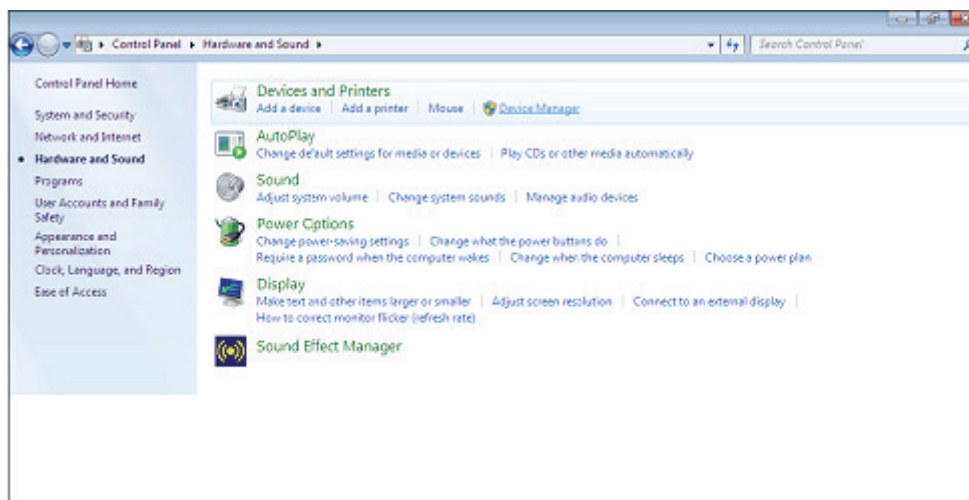 Control Panel ▸ Hardware and Sound ▸
Search Control Panel
Control Panel Home
System and Security
Network and Internet
Hardware and Sound
Programs
User Accounts and Family
Safety
Appearance and
Personalization
Clock, Language, and Region
Ease of Access
Devices and Printers
Add a device | Add a printer | Mouse | Device Manager
AutoPlay
Change default settings for media or devices | Play CDs or other media automatically
Sound
Adjust system volume | Change system sounds | Manage audio devices
Power Options
Change power-saving settings | Change what the power buttons do |
Require a password when the computer wakes | Change when the computer sleeps | Choose a power plan
Display
Make text and other items larger or smaller | Adjust screen resolution | Connect to an external display |
How to correct monitor flicker (refresh rate)
Sound Effect Manager